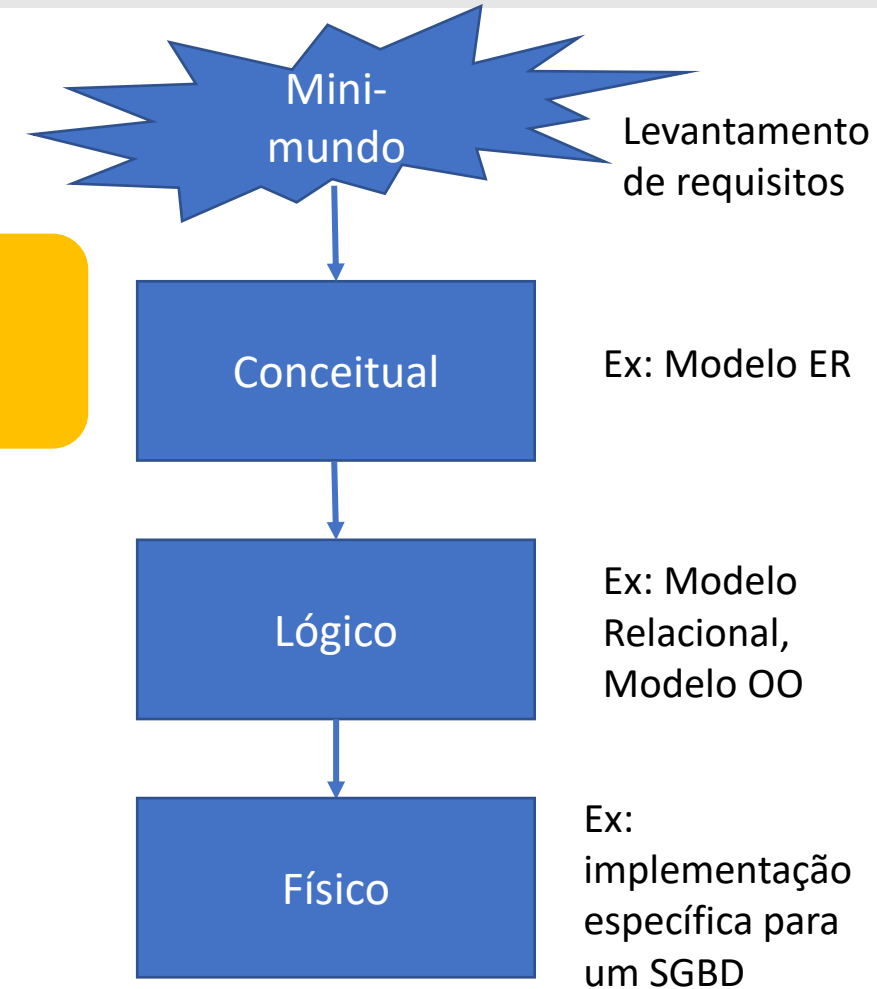 Mini-
mundo
Levantamento
de requisitos
Conceitual
Ex: Modelo ER
Lógico
Ex: Modelo
Relacional,
Modelo OO
Físico
Ex:
implementação
específica para
um SGBD